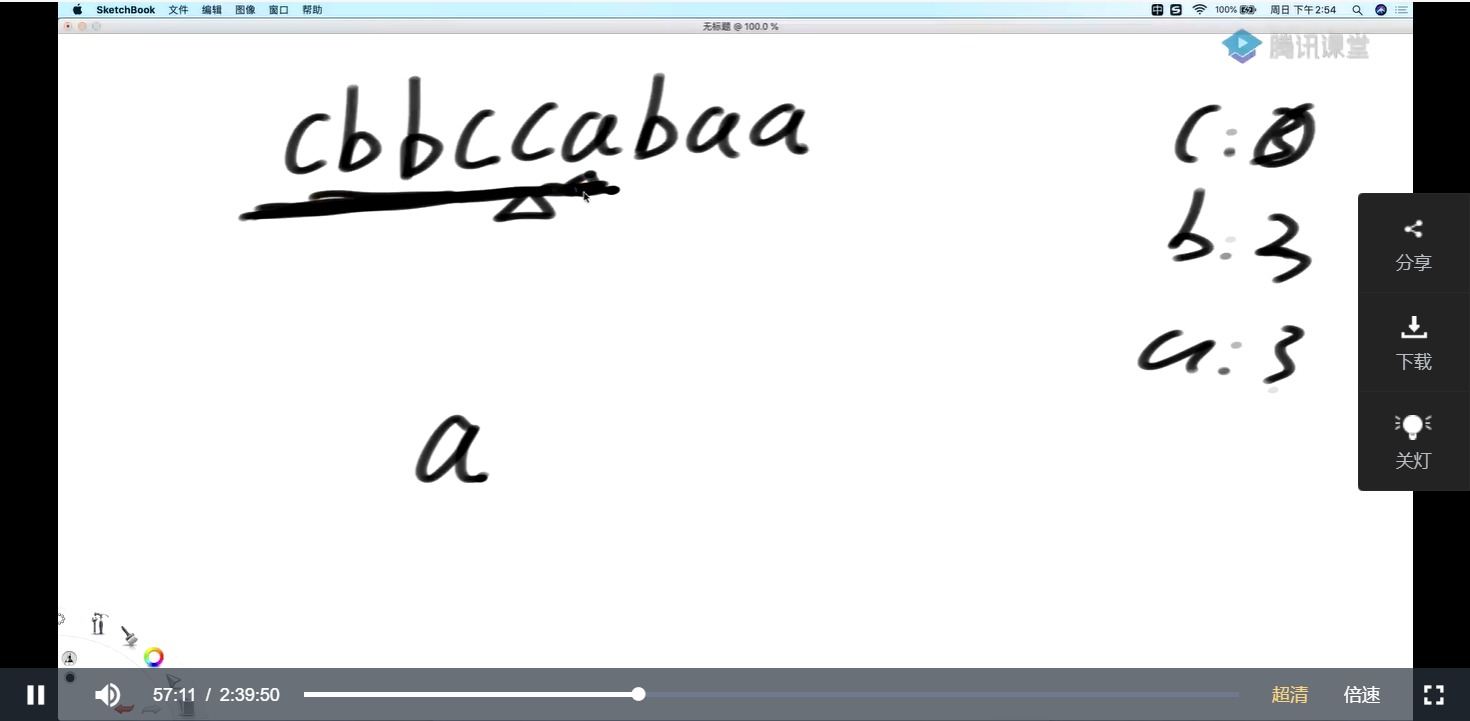 SketchBook 文件 编辑 图像 窗口 帮助 100% 周日 下午2:54
无标题 @ 100.0 %
腾讯课堂
cbbccabaa
c:
b:3
a:3
a
分享
下载
关灯
57:11 / 2:39:50 超清 倍速